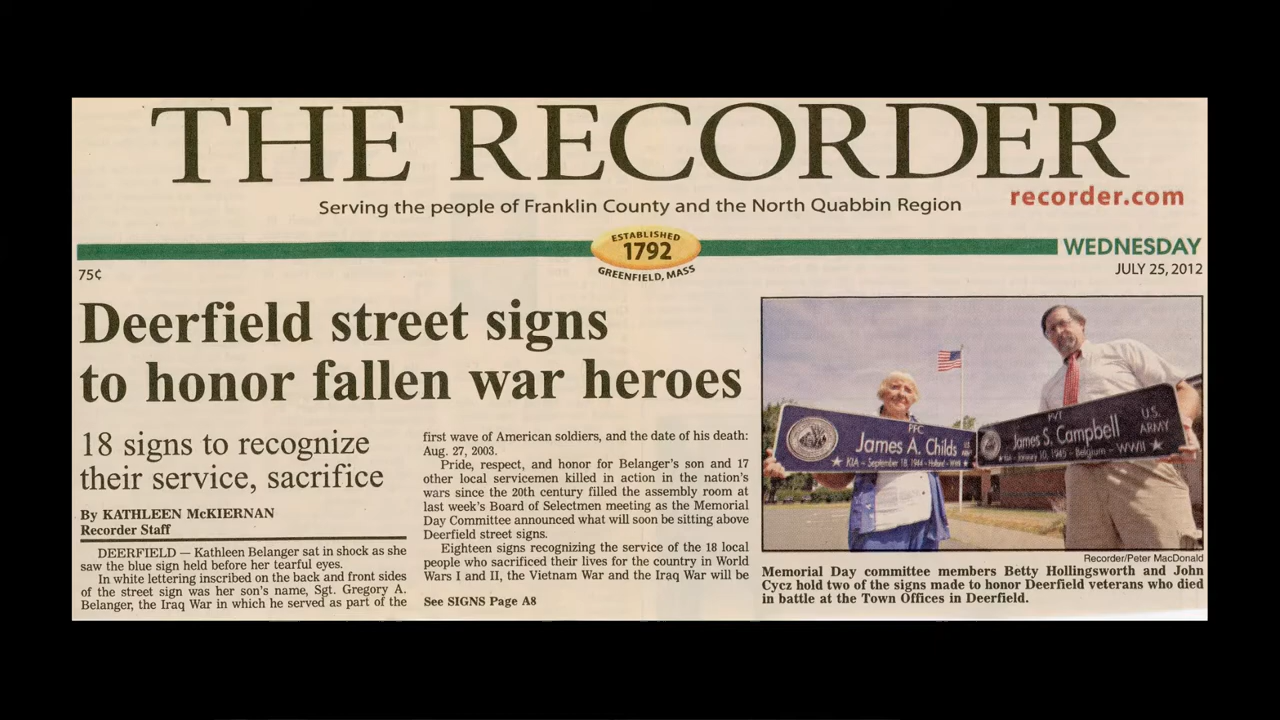 THE RECORDER
recorder.com
Serving the people of Franklin County and the North Quabbin Region
ESTABLISHED
1792
GREENFIELD, MASS
WEDNESDAY
75¢
JULY 25, 2012
Deerfield street signs
to honor fallen war heroes
18 signs to recognize
their service, sacrifice
By KATHLEEN McKIERNAN
Recorder Staff
DEERFIELD — Kathleen Belanger sat in shock as she
saw the blue sign held before her tearful eyes.
In white lettering inscribed on the back and front sides
of the street sign was her son's name, Sgt. Gregory A.
Belanger, the Iraq War in which he served as part of the
first wave of American soldiers, and the date of his death:
Aug. 27, 2003.
Pride, respect, and honor for Belanger's son and 17
other local servicemen killed in action in the nation's
wars since the 20th century filled the assembly room at
last week's Board of Selectmen meeting as the Memorial
Day Committee announced what will soon be sitting above
Deerfield street signs.
Eighteen signs recognizing the service of the 18 local
people who sacrificed their lives for the country in World
Wars I and II, the Vietnam War and the Iraq War will be
See SIGNS Page A8
PFC
James A. Childs
KIA - September 18, 1944 - Holland - WWII
PVT
James S. Campbell
U.S.
ARMY
KIA - January 10, 1945 - Belgium - WWII
Recorder/Peter MacDonald
Memorial Day committee members Betty Hollingsworth and John
Cycz hold two of the signs made to honor Deerfield veterans who died
in battle at the Town Offices in Deerfield.